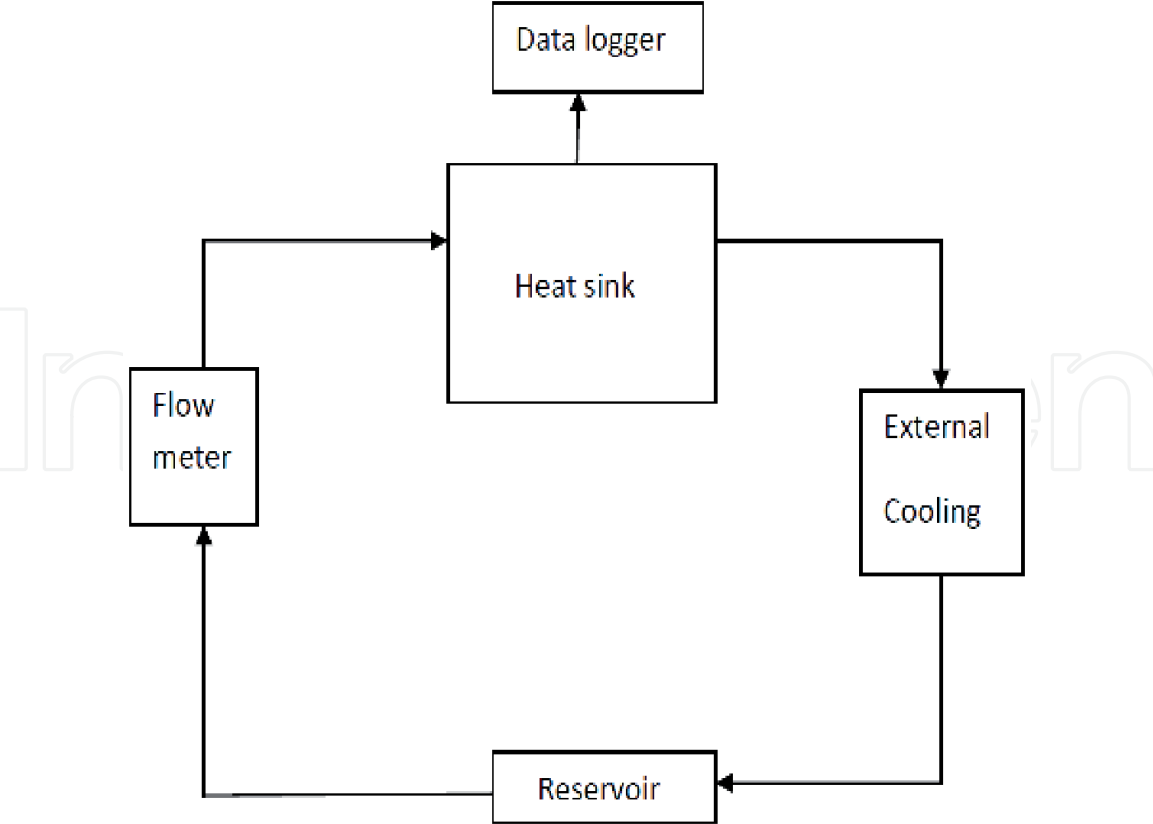 Data logger
Heat sink
Flow
meter
External
Cooling
Reservoir